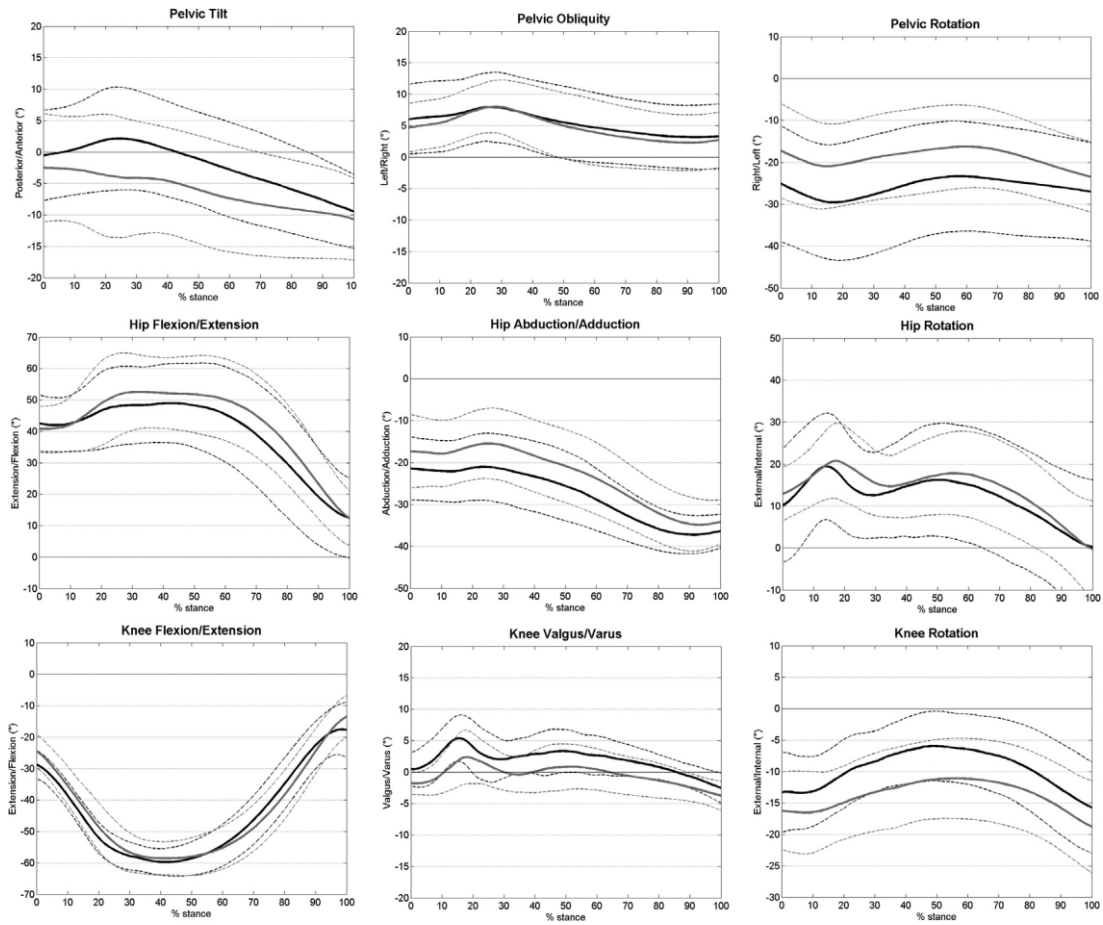 Pelvic Tilt
20
15
10
5
0
-5
-10
-15
-20
Posterior/Anterior (°)
0 10 20 30 40 50 60 70 80 90 100
% stance
Pelvic Obliquity
20
15
10
5
0
5
10
15
20
Left/Right (°)
0 10 20 30 40 50 60 70 80 90 100
% stance
Pelvic Rotation
10
0
-10
-20
-30
-40
-50
Right/Left (°)
0 10 20 30 40 50 60 70 80 90 100
% stance
Hip Flexion/Extension
70
60
50
40
30
20
10
0
-10
Extension/Flexion (°)
0 10 20 30 40 50 60 70 80 90 100
% stance
Hip Abduction/Adduction
10
0
-10
-20
-30
-40
-50
Abduction/Adduction (°)
0 10 20 30 40 50 60 70 80 90 100
% stance
Hip Rotation
50
40
30
20
10
0
-10
External/Internal (°)
0 10 20 30 40 50 60 70 80 90 100
% stance
Knee Flexion/Extension
10
0
-10
-20
-30
-40
-50
-60
-70
Extension/Flexion (°)
0 10 20 30 40 50 60 70 80 90 100
% stance
Knee Valgus/Varus
20
15
10
5
0
-5
-10
-15
-20
Valgus/Varus (°)
0 10 20 30 40 50 60 70 80 90 100
% stance
Knee Rotation
10
5
0
-5
-10
-15
-20
-25
-30
External/Internal (°)
0 10 20 30 40 50 60 70 80 90 100
% stance